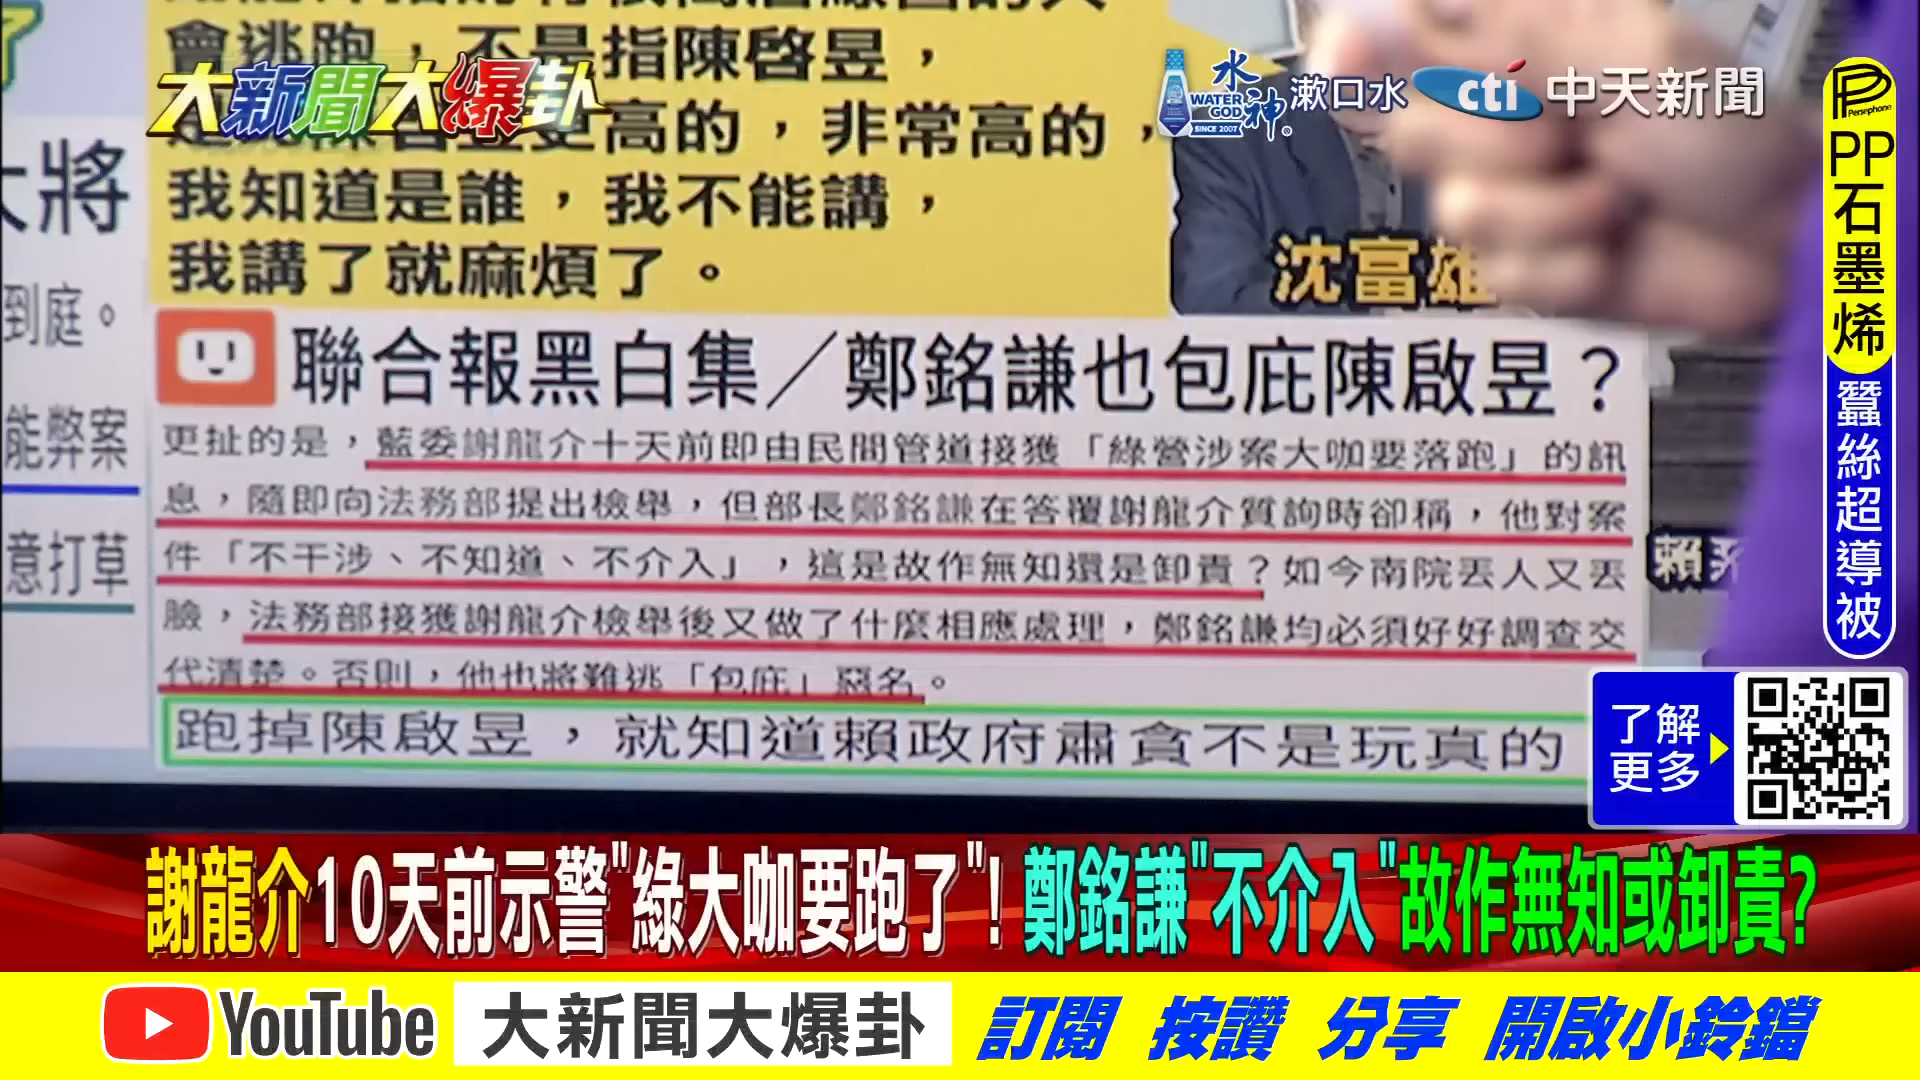 會逃跑，不是指陳啓昱，
大新聞大爆卦
更高的，非常高的，
我知道是誰，我不能講，
我講了就麻煩了。
水神
WATER GOD
SINCE 2007
漱口水
cti 中天新聞
沈富雄
大將
到庭。
能弊案
意打草
聯合報黑白集／鄭銘謙也包庇陳啟昱？
更扯的是，藍委謝龍介十天前即由民間管道接獲「綠營涉案大咖要落跑」的訊
息，隨即向法務部提出檢舉，但部長鄭銘謙在答覆謝龍介質詢時卻稱，他對案
件「不干涉、不知道、不介入」，這是故作無知還是卸責？如今南院丟人又丟
臉，法務部接獲謝龍介檢舉後又做了什麼相應處理，鄭銘謙均必須好好調查交
代清楚。否則，他也將難逃「包庇」惡名。
跑掉陳啟昱，就知道賴政府肅貪不是玩真的
賴
Persephone
PP石墨烯
蠶絲超導被
了解
更多
謝龍介10天前示警"綠大咖要跑了"！鄭銘謙"不介入"故作無知或卸責?
YouTube 大新聞大爆卦 訂閱 按讚 分享 開啟小鈴鐺